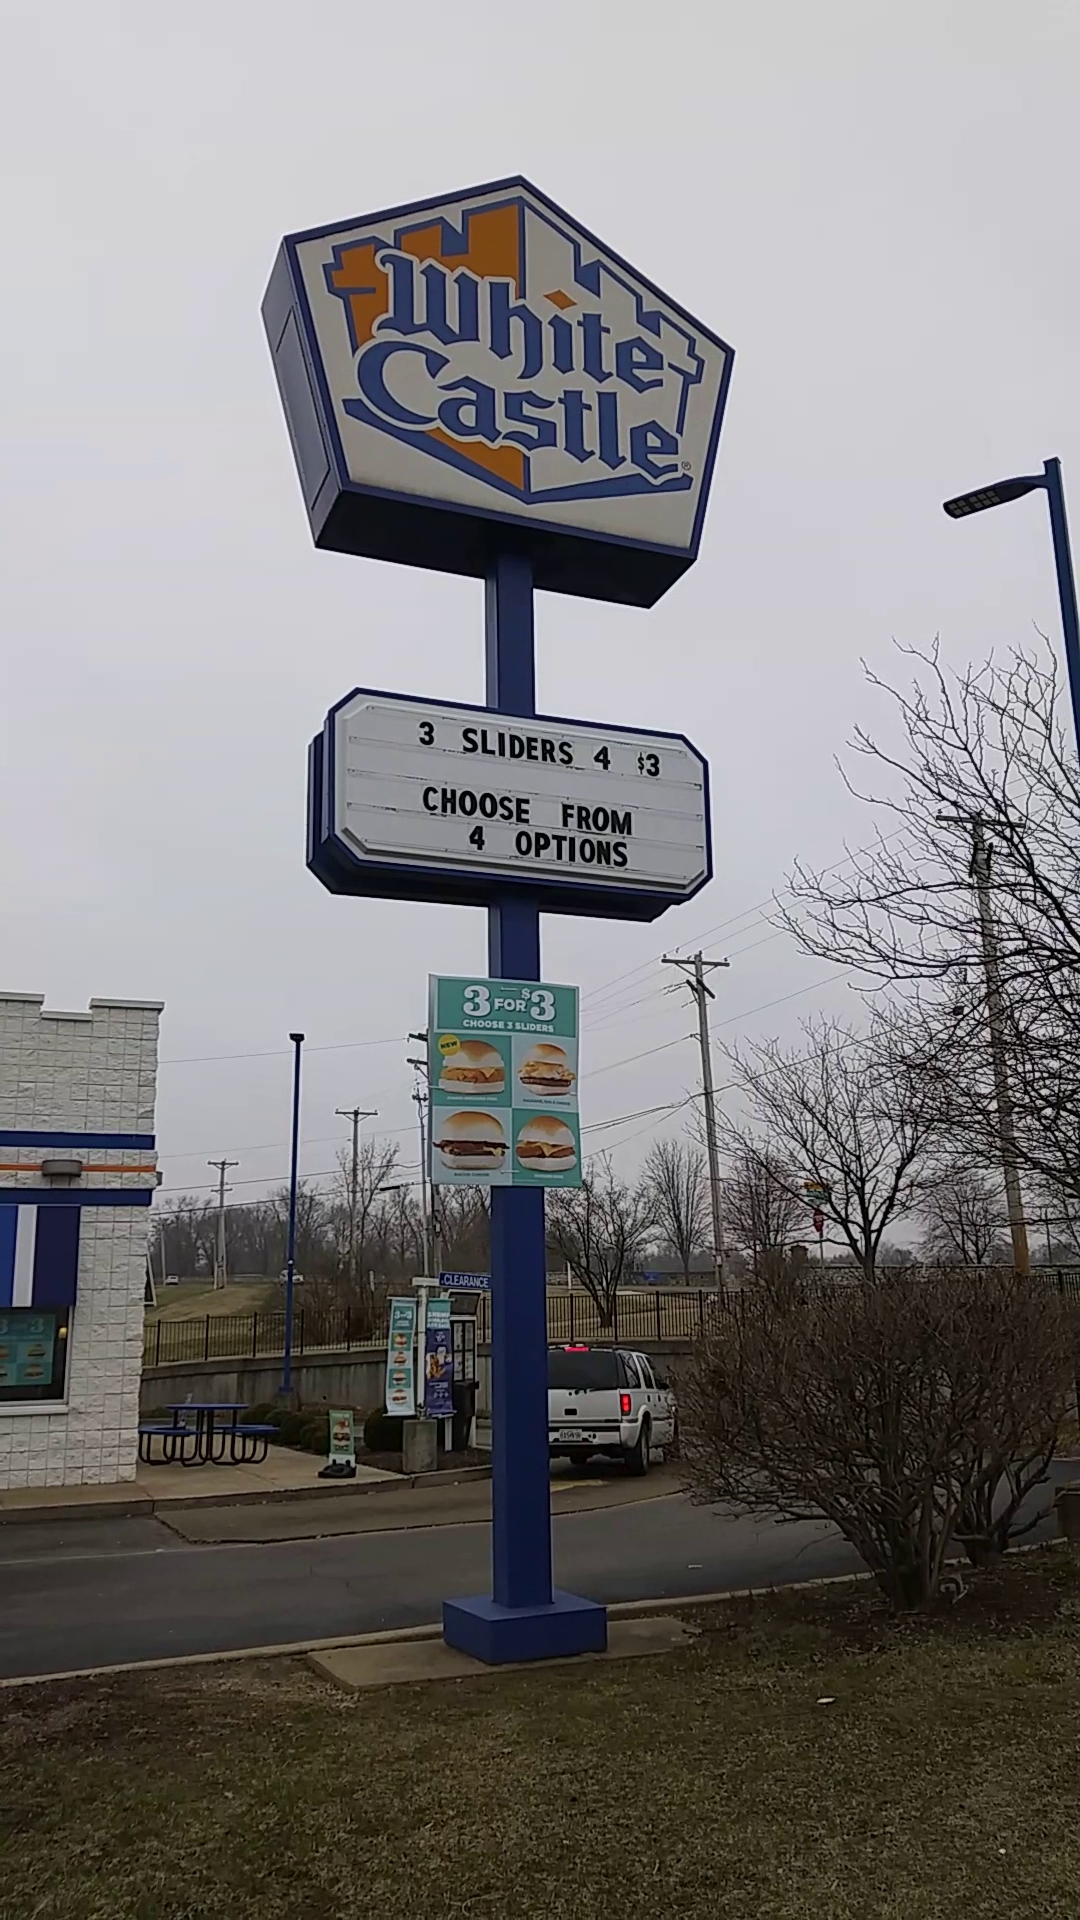 White
Castle
®
3 SLIDERS 4 $3
CHOOSE FROM
4 OPTIONS
3 FOR $3
CHOOSE 3 SLIDERS
NEW
CLEARANCE